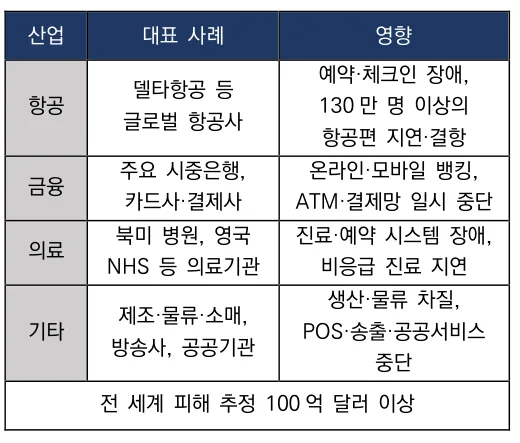 산업 대표 사례 영향
항공
델타항공 등
글로벌 항공사
예약·체크인 장애,
130만 명 이상의
항공편 지연·결항
금융
주요 시중은행,
카드사·결제사
온라인·모바일 뱅킹,
ATM·결제망 일시 중단
의료
북미 병원, 영국
NHS 등 의료기관
진료·예약 시스템 장애,
비응급 진료 지연
기타
제조·물류·소매,
방송사, 공공기관
생산·물류 차질,
POS·송출·공공서비스
중단
전 세계 피해 추정 100억 달러 이상